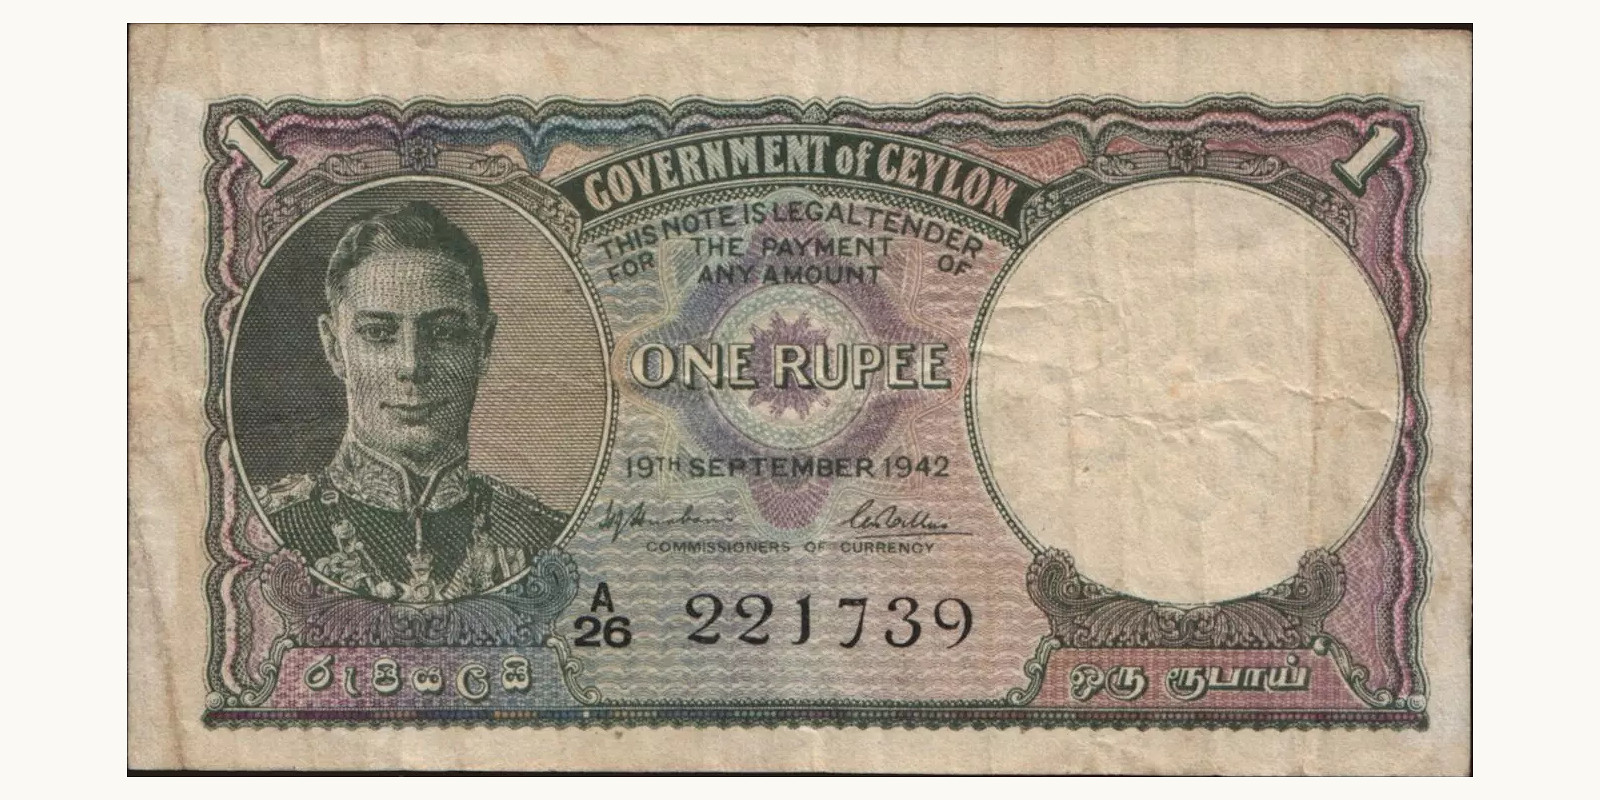 1
1
GOVERNMENT of CEYLON
THIS NOTE IS LEGAL TENDER
FOR THE PAYMENT OF
ANY AMOUNT
ONE RUPEE
19TH SEPTEMBER 1942
COMMISSIONERS OF CURRENCY
A
26
221739
රුපියලයි
ஒரு ரூபாய்